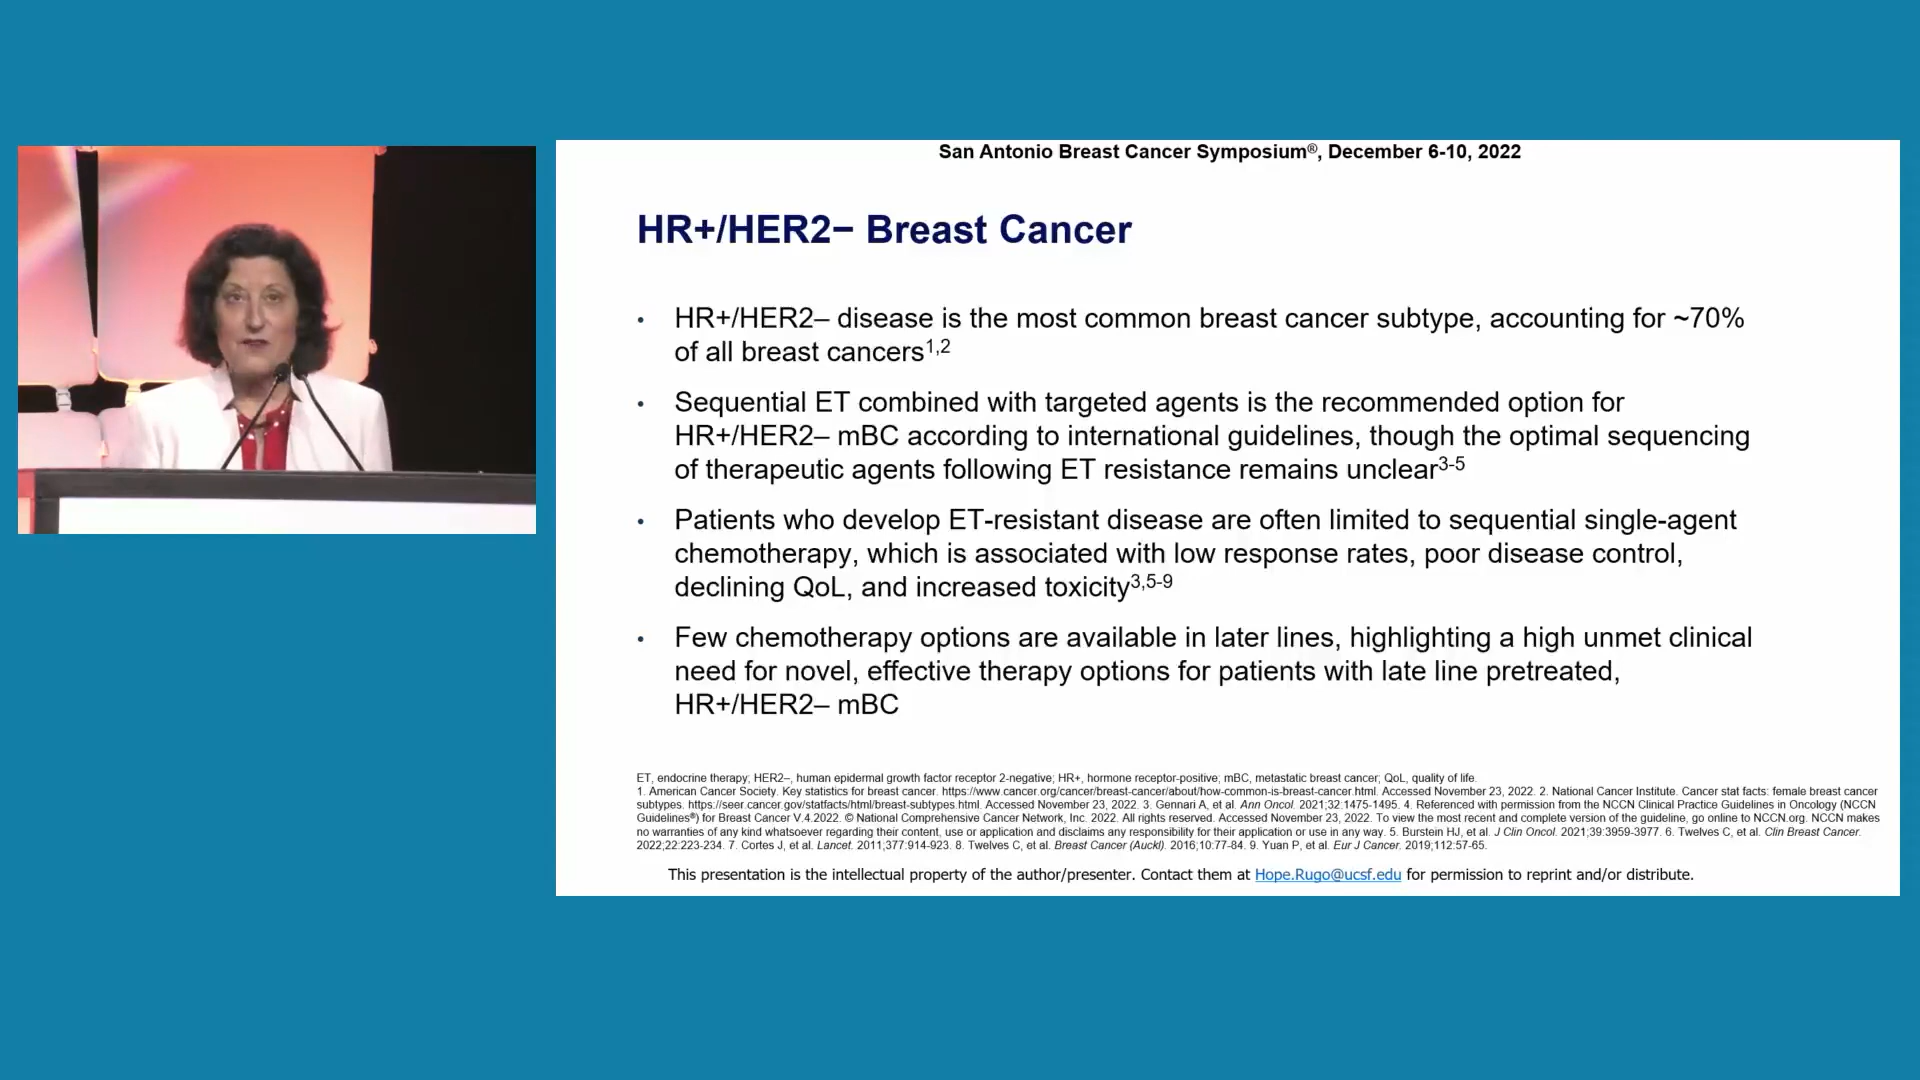 San Antonio Breast Cancer Symposium®, December 6-10, 2022
HR+/HER2− Breast Cancer
• HR+/HER2– disease is the most common breast cancer subtype, accounting for ~70%
of all breast cancers1,2
• Sequential ET combined with targeted agents is the recommended option for
HR+/HER2– mBC according to international guidelines, though the optimal sequencing
of therapeutic agents following ET resistance remains unclear3-5
• Patients who develop ET-resistant disease are often limited to sequential single-agent
chemotherapy, which is associated with low response rates, poor disease control,
declining QoL, and increased toxicity3,5-9
• Few chemotherapy options are available in later lines, highlighting a high unmet clinical
need for novel, effective therapy options for patients with late line pretreated,
HR+/HER2– mBC
ET, endocrine therapy; HER2–, human epidermal growth factor receptor 2-negative; HR+, hormone receptor-positive; mBC, metastatic breast cancer; QoL, quality of life.
1. American Cancer Society. Key statistics for breast cancer. https://www.cancer.org/cancer/breast-cancer/about/how-common-is-breast-cancer.html. Accessed November 23, 2022. 2. National Cancer Institute. Cancer stat facts: female breast cancer
subtypes. https://seer.cancer.gov/statfacts/html/breast-subtypes.html. Accessed November 23, 2022. 3. Gennari A, et al. Ann Oncol. 2021;32:1475-1495. 4. Referenced with permission from the NCCN Clinical Practice Guidelines in Oncology (NCCN
Guidelines®) for Breast Cancer V.4.2022. © National Comprehensive Cancer Network, Inc. 2022. All rights reserved. Accessed November 23, 2022. To view the most recent and complete version of the guideline, go online to NCCN.org. NCCN makes
no warranties of any kind whatsoever regarding their content, use or application and disclaims any responsibility for their application or use in any way. 5. Burstein HJ, et al. J Clin Oncol. 2021;39:3959-3977. 6. Twelves C, et al. Clin Breast Cancer.
2022;22:223-234. 7. Cortes J, et al. Lancet. 2011;377:914-923. 8. Twelves C, et al. Breast Cancer (Auckl). 2016;10:77-84. 9. Yuan P, et al. Eur J Cancer. 2019;112:57-65.
This presentation is the intellectual property of the author/presenter. Contact them at Hope.Rugo@ucsf.edu for permission to reprint and/or distribute.